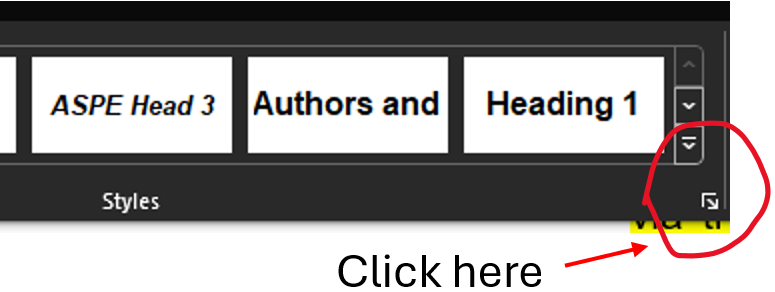 ASPE Head 3 Authors and Heading 1
Styles
Click here